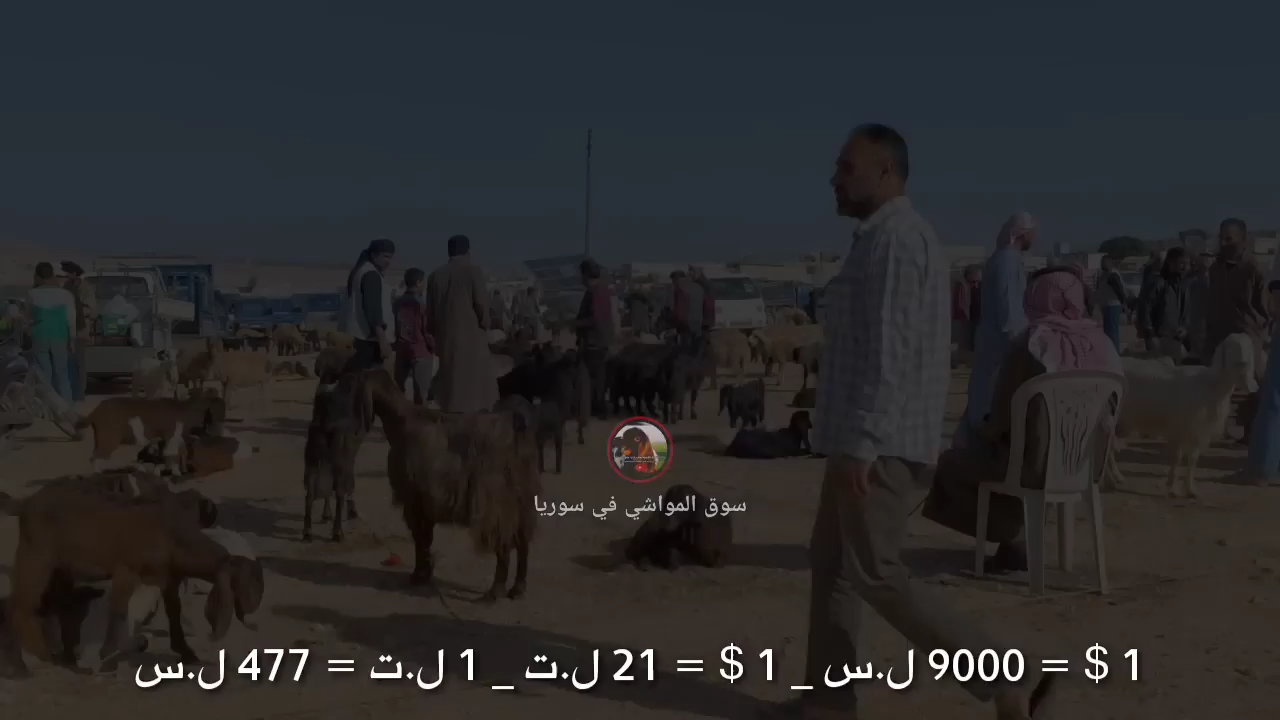 سوق المواشي في سوريا
1 $ = 9000 ل.س _ 1 $ = 21 ل.ت _ 1 ل.ت = 477 ل.س